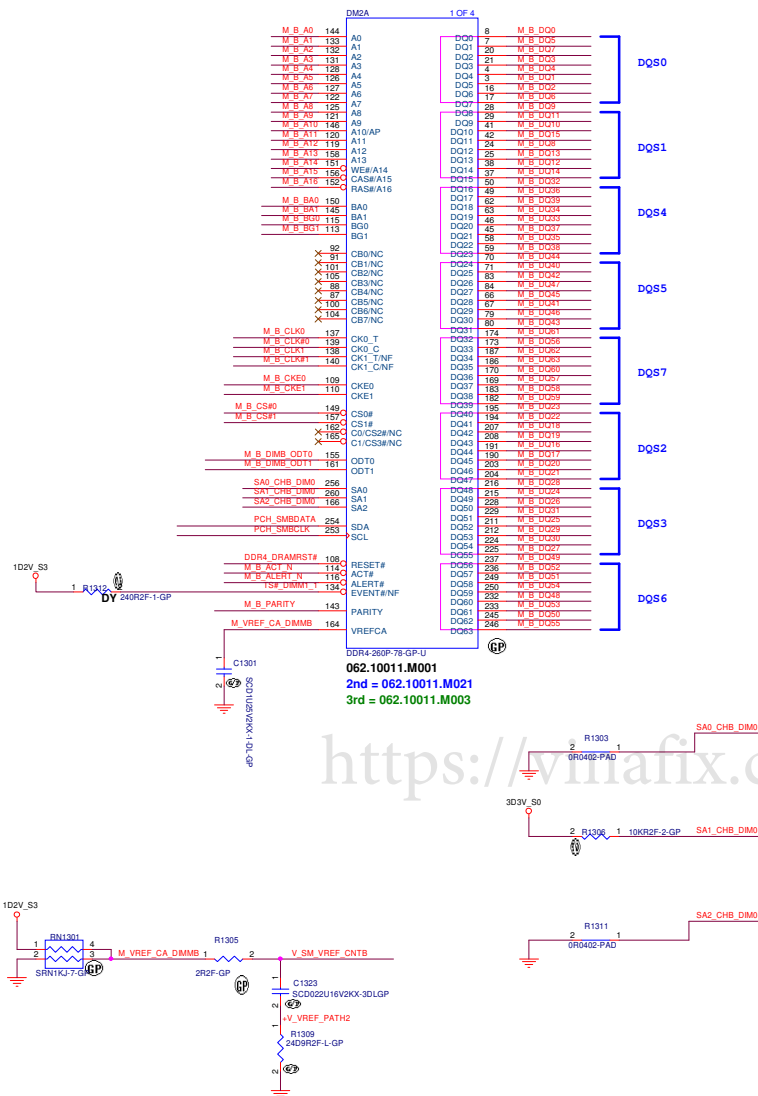 DM2A 1 OF 4
M_B_A0 144 A0
M_B_A1 133 A1
M_B_A2 132 A2
M_B_A3 131 A3
M_B_A4 128 A4
M_B_A5 126 A5
M_B_A6 127 A6
M_B_A7 122 A7
M_B_A8 125 A8
M_B_A9 121 A9
M_B_A10 146 A10/AP
M_B_A11 120 A11
M_B_A12 119 A12
M_B_A13 158 A13
M_B_A14 151 WE#/A14
M_B_A15 156 CAS#/A15
M_B_A16 152 RAS#/A16
M_B_BA0 150 BA0
M_B_BA1 145 BA1
M_B_BG0 115 BG0
M_B_BG1 113 BG1
92 CB0/NC
91 CB1/NC
101 CB2/NC
105 CB3/NC
88 CB4/NC
87 CB5/NC
100 CB6/NC
104 CB7/NC
M_B_CLK0 137 CK0_T
M_B_CLK#0 139 CK0_C
M_B_CLK1 138 CK1_T/NF
M_B_CLK#1 140 CK1_C/NF
M_B_CKE0 109 CKE0
M_B_CKE1 110 CKE1
M_B_CS#0 149 CS0#
M_B_CS#1 157 CS1#
162 C0/CS2#/NC
165 C1/CS3#/NC
M_B_DIMB_ODT0 155 ODT0
M_B_DIMB_ODT1 161 ODT1
SA0_CHB_DIM0 256 SA0
SA1_CHB_DIM0 260 SA1
SA2_CHB_DIM0 166 SA2
PCH_SMBDATA 254 SDA
PCH_SMBCLK 253 SCL
DDR4_DRAMRST# 108 RESET#
M_B_ACT_N 114 ACT#
M_B_ALERT_N 116 ALERT#
TS#_DIMM1_1 134 EVENT#/NF
M_B_PARITY 143 PARITY
M_VREF_CA_DIMMB 164 VREFCA
DQ0 8 M_B_DQ0
DQ1 7 M_B_DQ5
DQ2 20 M_B_DQ7
DQ3 21 M_B_DQ3
DQ4 4 M_B_DQ4
DQ5 3 M_B_DQ1
DQ6 16 M_B_DQ2
DQ7 17 M_B_DQ6
DQS0
DQ8 28 M_B_DQ9
DQ9 29 M_B_DQ11
DQ10 41 M_B_DQ10
DQ11 42 M_B_DQ15
DQ12 24 M_B_DQ8
DQ13 25 M_B_DQ13
DQ14 38 M_B_DQ12
DQ15 37 M_B_DQ14
DQS1
DQ16 50 M_B_DQ32
DQ17 49 M_B_DQ36
DQ18 62 M_B_DQ39
DQ19 63 M_B_DQ34
DQ20 46 M_B_DQ33
DQ21 45 M_B_DQ37
DQ22 58 M_B_DQ35
DQ23 59 M_B_DQ38
DQS4
DQ24 70 M_B_DQ44
DQ25 71 M_B_DQ40
DQ26 83 M_B_DQ42
DQ27 84 M_B_DQ47
DQ28 66 M_B_DQ45
DQ29 67 M_B_DQ41
DQ30 79 M_B_DQ46
DQ31 80 M_B_DQ43
DQS5
DQ32 174 M_B_DQ61
DQ33 173 M_B_DQ56
DQ34 187 M_B_DQ62
DQ35 186 M_B_DQ63
DQ36 170 M_B_DQ60
DQ37 169 M_B_DQ57
DQ38 183 M_B_DQ58
DQ39 182 M_B_DQ59
DQS7
DQ40 195 M_B_DQ23
DQ41 194 M_B_DQ22
DQ42 207 M_B_DQ18
DQ43 208 M_B_DQ19
DQ44 191 M_B_DQ16
DQ45 190 M_B_DQ17
DQ46 203 M_B_DQ20
DQ47 204 M_B_DQ21
DQS2
DQ48 216 M_B_DQ28
DQ49 215 M_B_DQ24
DQ50 228 M_B_DQ26
DQ51 229 M_B_DQ31
DQ52 211 M_B_DQ25
DQ53 212 M_B_DQ29
DQ54 224 M_B_DQ30
DQ55 225 M_B_DQ27
DQS3
DQ56 237 M_B_DQ49
DQ57 236 M_B_DQ52
DQ58 249 M_B_DQ51
DQ59 250 M_B_DQ54
DQ60 232 M_B_DQ48
DQ61 233 M_B_DQ53
DQ62 245 M_B_DQ50
DQ63 246 M_B_DQ55
DQS6
DDR4-260P-78-GP-U
GP
062.10011.M001
2nd = 062.10011.M021
3rd = 062.10011.M003
1D2V_S3
1 R1312
DY 240R2F-1-GP
1 C1301
2
SCD1U25V2KX-1-DL-GP
https://vinafix.c
SA0_CHB_DIM0
R1303
2 1
0R0402-PAD
3D3V_S0
2 R1306 1 10KR2F-2-GP SA1_CHB_DIM0
SA2_CHB_DIM0
R1311
2 1
0R0402-PAD
1D2V_S3
RN1301
1 4
2 3
SRN1KJ-7-GP
GP
M_VREF_CA_DIMMB
R1305
1 2
2R2F-GP
GP
V_SM_VREF_CNTB
1 C1323
SCD022U16V2KX-3DLGP
2
+V_VREF_PATH2
1 R1309
24D9R2F-L-GP
2